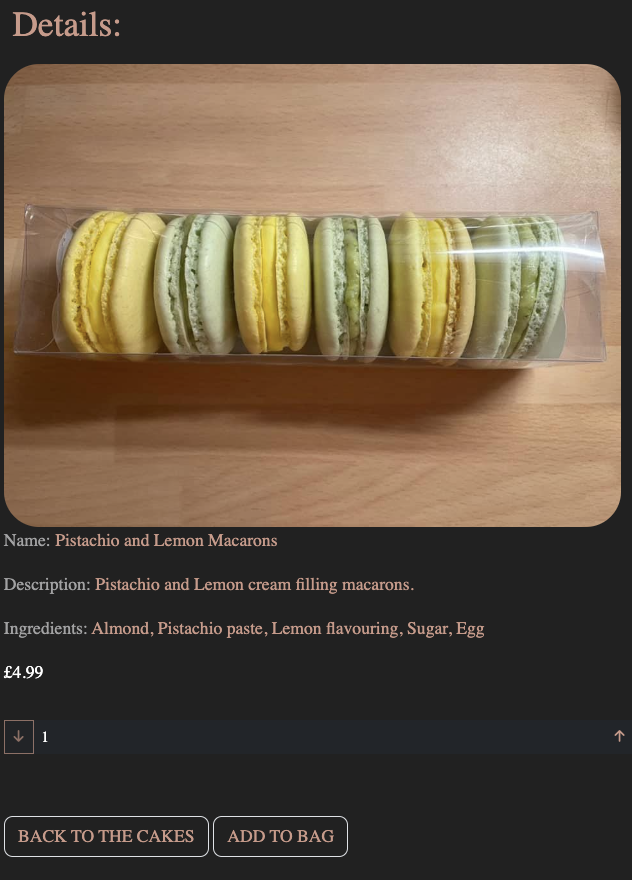 Details:
Name: Pistachio and Lemon Macarons
Description: Pistachio and Lemon cream filling macarons.
Ingredients: Almond, Pistachio paste, Lemon flavouring, Sugar, Egg
£4.99
1
BACK TO THE CAKES ADD TO BAG